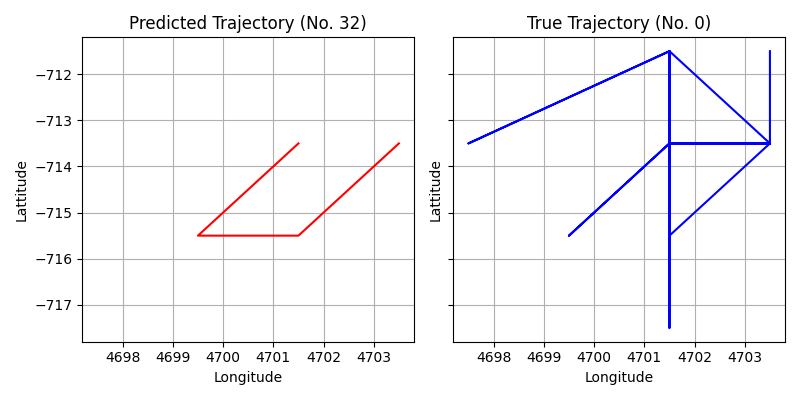 Predicted Trajectory (No. 32)
True Trajectory (No. 0)
−712
−713
−714
−715
−716
−717
Lattitude
Lattitude
4698 4699 4700 4701 4702 4703
4698 4699 4700 4701 4702 4703
Longitude
Longitude